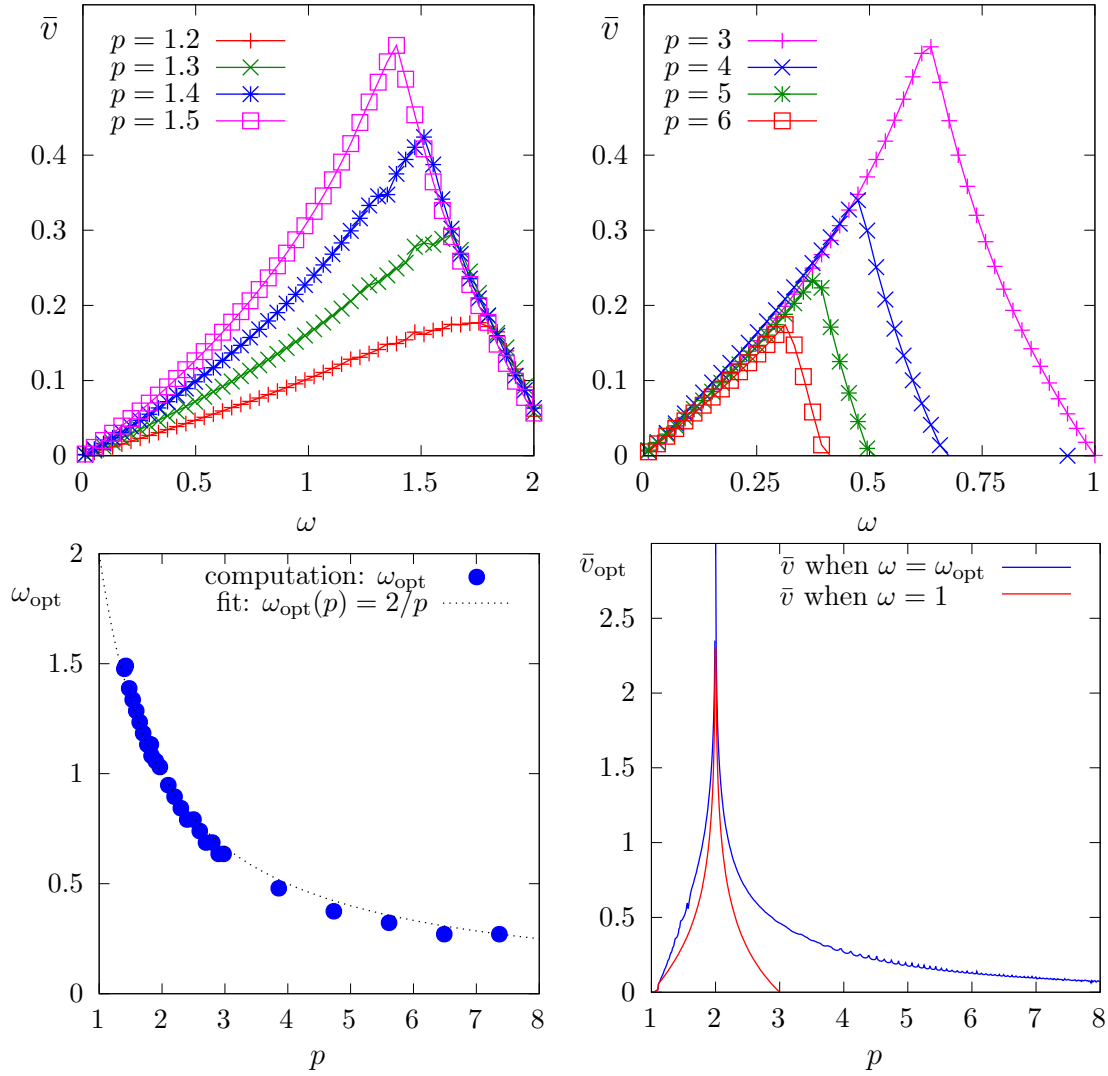 v̄
p = 1.2
p = 1.3
p = 1.4
p = 1.5
0.4
0.3
0.2
0.1
0
0 0.5 1 1.5 2
ω
v̄
p = 3
p = 4
p = 5
p = 6
0.4
0.3
0.2
0.1
0
0 0.25 0.5 0.75 1
ω
ω_opt
computation: ω_opt
fit: ω_opt(p) = 2/p
2
1.5
1
0.5
0
1 2 3 4 5 6 7 8
p
v̄_opt
v̄ when ω = ω_opt
v̄ when ω = 1
2.5
2
1.5
1
0.5
0
1 2 3 4 5 6 7 8
p